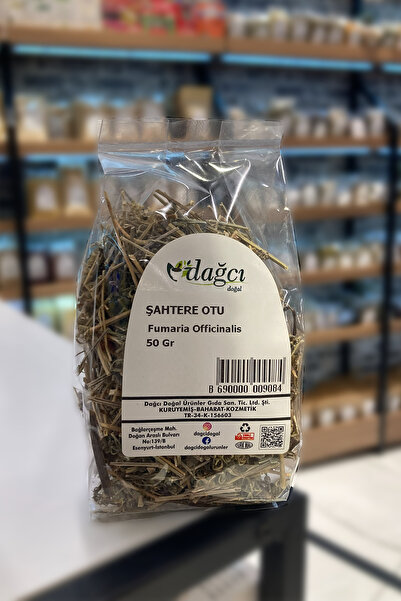 dağcı
doğal
ŞAHTERE OTU
Fumaria Officinalis
50 Gr
8 690000 009084
Dağcı Doğal Ürünler Gıda San. Tic. Ltd. Şti.
KURUYEMİŞ-BAHARAT-KOZMETİK
TR-34-K-156603
Bağlarçeşme Mah.
Doğan Araslı Bulvarı
No:139/B
Esenyurt-İstanbul
dagcidogal
dagcidogalurunler